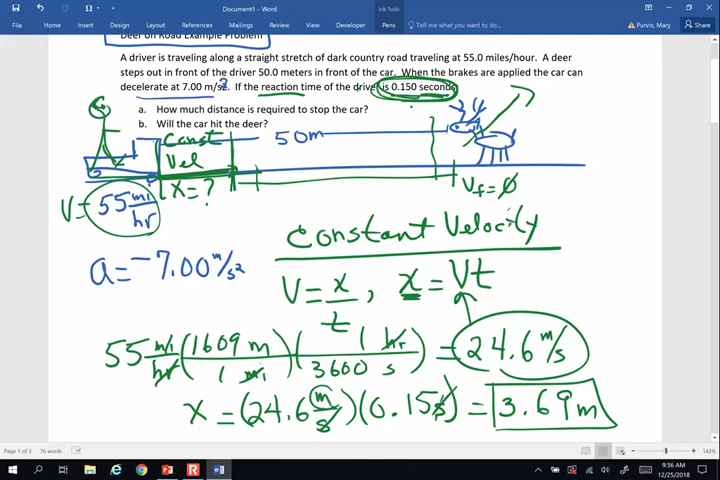 Document1 - Word
Ink Tools
Purvis, Mary
File
Home
Insert
Design
Layout
References
Mailings
Review
View
Developer
Pens
Tell me what you want to do...
Share
Deer On Road Example Problem
A driver is traveling along a straight stretch of dark country road traveling at 55.0 miles/hour. A deer
steps out in front of the driver 50.0 meters in front of the car. When the brakes are applied the car can
decelerate at 7.00 m/s2. If the reaction time of the driver is 0.150 seconds
a. How much distance is required to stop the car?
b. Will the car hit the deer?
Const
Vel
50m
X = ?
Vf = 0
V = 55 mi/hr
Constant Velocity
a = -7.00 m/s2
V = x/t, x = Vt
55 mi/hr (1609 m / 1 mi) (1 hr / 3600 s) = 24.6 m/s
x = (24.6 m/s)(0.15s) = 3.69m
Page 1 of 3
76 words
143%
9:36 AM
12/25/2018